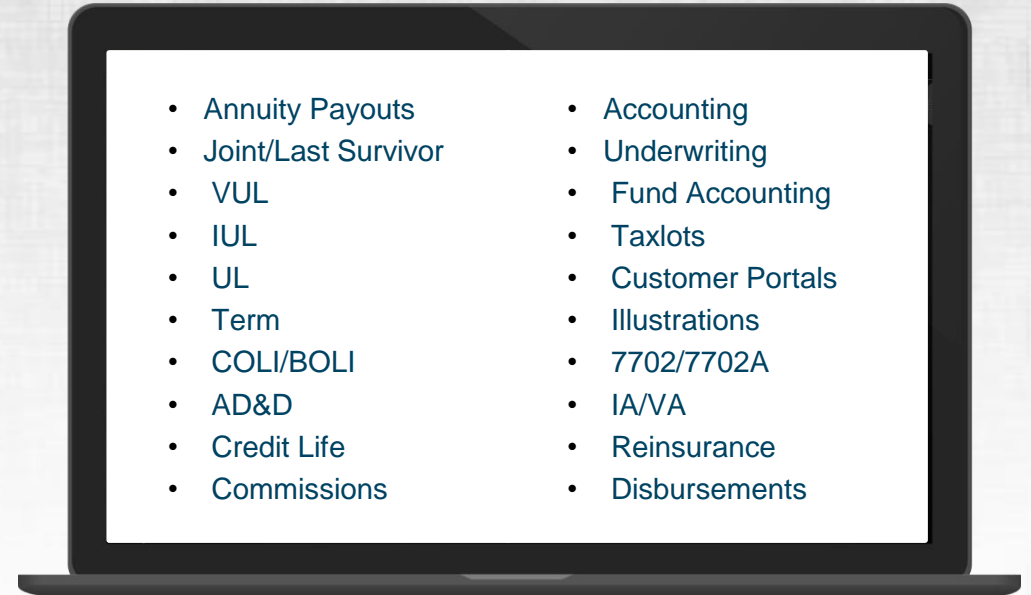 • Annuity Payouts
• Joint/Last Survivor
• VUL
• IUL
• UL
• Term
• COLI/BOLI
• AD&D
• Credit Life
• Commissions
• Accounting
• Underwriting
• Fund Accounting
• Taxlots
• Customer Portals
• Illustrations
• 7702/7702A
• IA/VA
• Reinsurance
• Disbursements